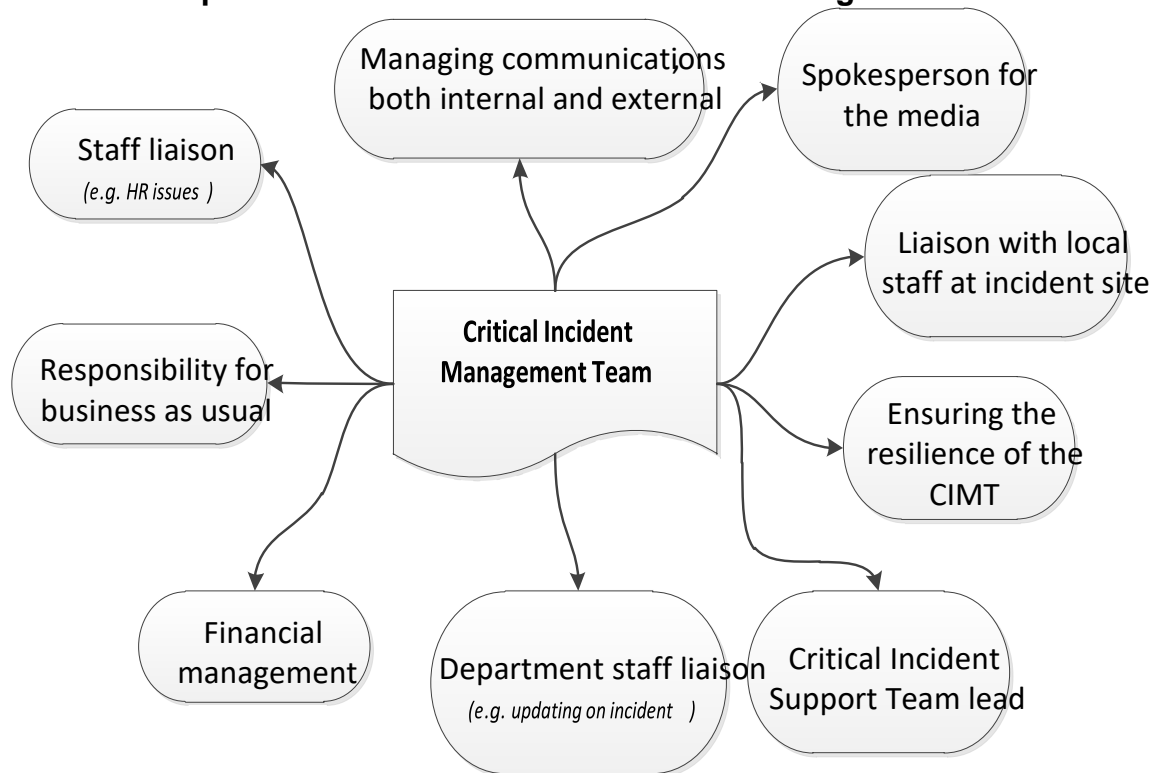 Managing communications,
both internal and external
Spokesperson for
the media
Staff liaison
(e.g. HR issues )
Liaison with local
staff at incident site
Critical Incident
Management Team
Responsibility for
business as usual
Ensuring the
resilience of the
CIMT
Financial
management
Department staff liaison
(e.g. updating on incident )
Critical Incident
Support Team lead